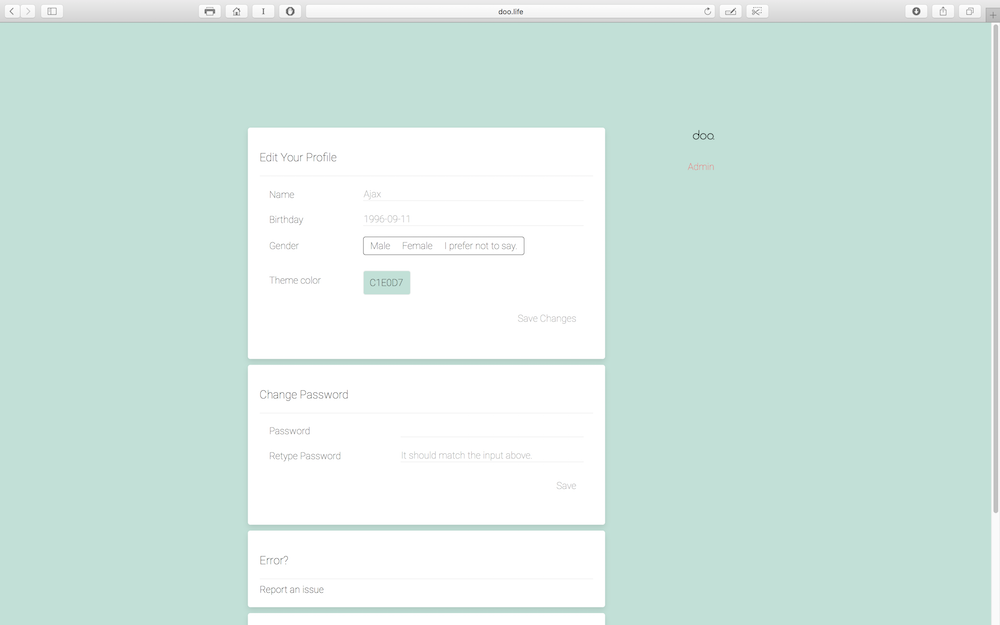 doo.life
doo.
Admin
Edit Your Profile
Name Ajax
Birthday 1996-09-11
Gender Male Female I prefer not to say.
Theme color C1E0D7
Save Changes
Change Password
Password
Retype Password It should match the input above.
Save
Error?
Report an issue